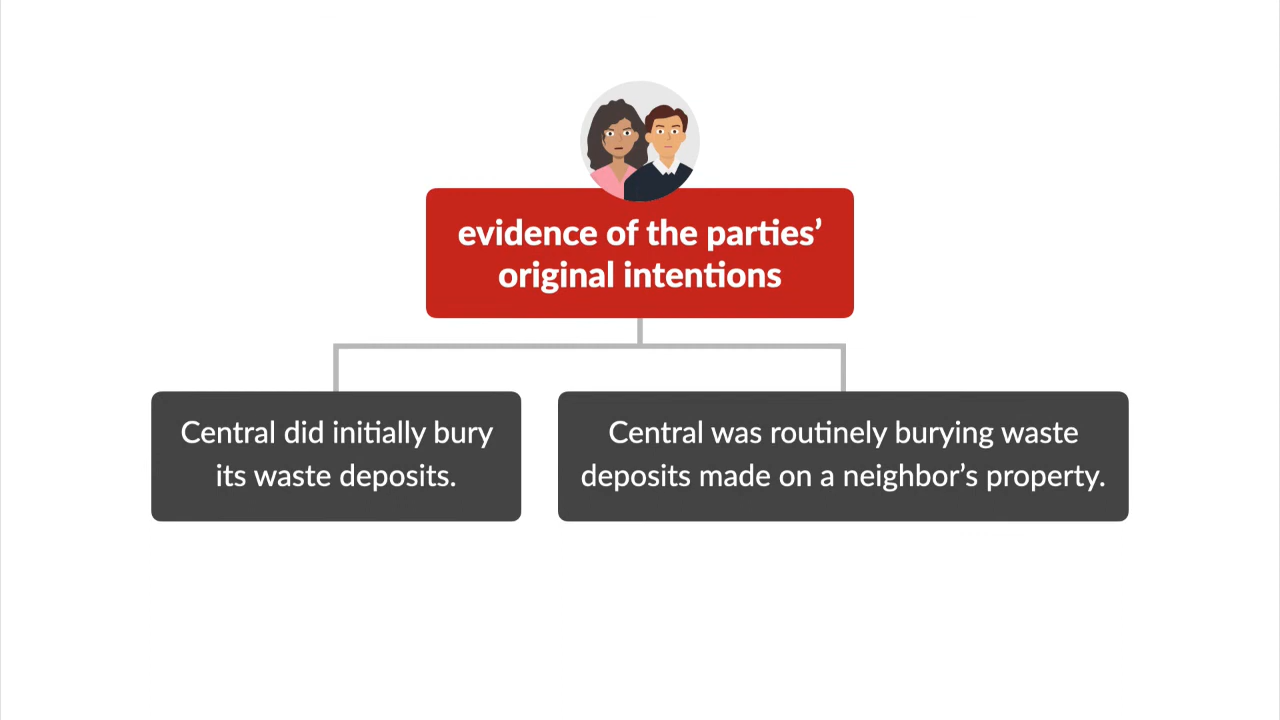 evidence of the parties’
original intentions
Central did initially bury
its waste deposits.
Central was routinely burying waste
deposits made on a neighbor’s property.